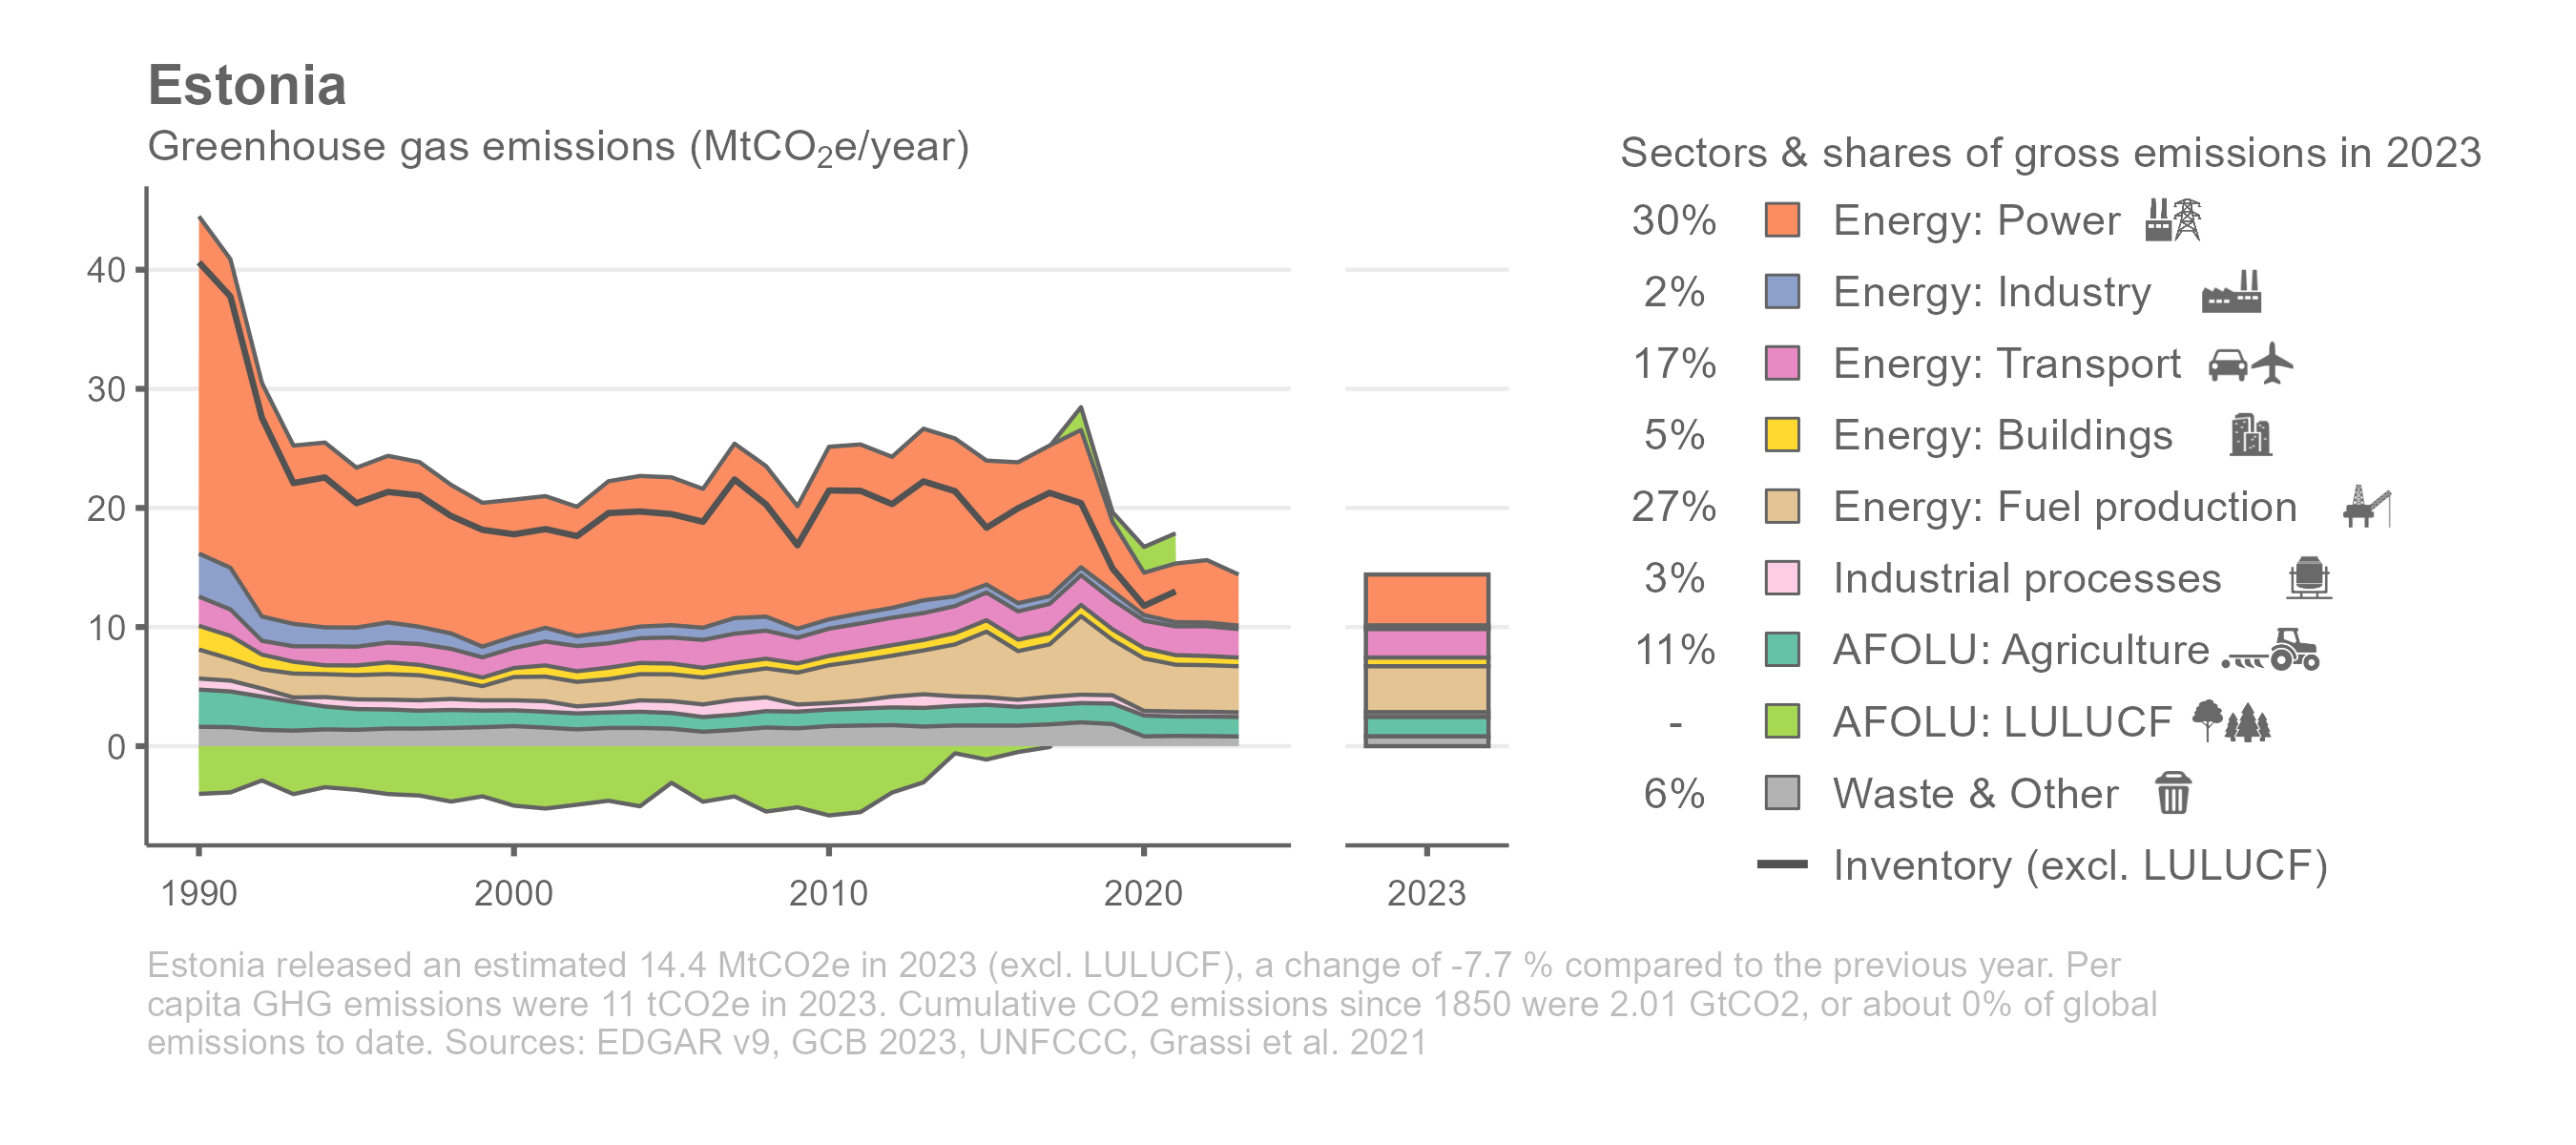 Estonia
Greenhouse gas emissions (MtCO₂e/year)
Sectors & shares of gross emissions in 2023
30% Energy: Power
2% Energy: Industry
17% Energy: Transport
5% Energy: Buildings
27% Energy: Fuel production
3% Industrial processes
11% AFOLU: Agriculture
- AFOLU: LULUCF
6% Waste & Other
Inventory (excl. LULUCF)
40
30
20
10
0
1990 2000 2010 2020 2023
Estonia released an estimated 14.4 MtCO2e in 2023 (excl. LULUCF), a change of -7.7 % compared to the previous year. Per
capita GHG emissions were 11 tCO2e in 2023. Cumulative CO2 emissions since 1850 were 2.01 GtCO2, or about 0% of global
emissions to date. Sources: EDGAR v9, GCB 2023, UNFCCC, Grassi et al. 2021